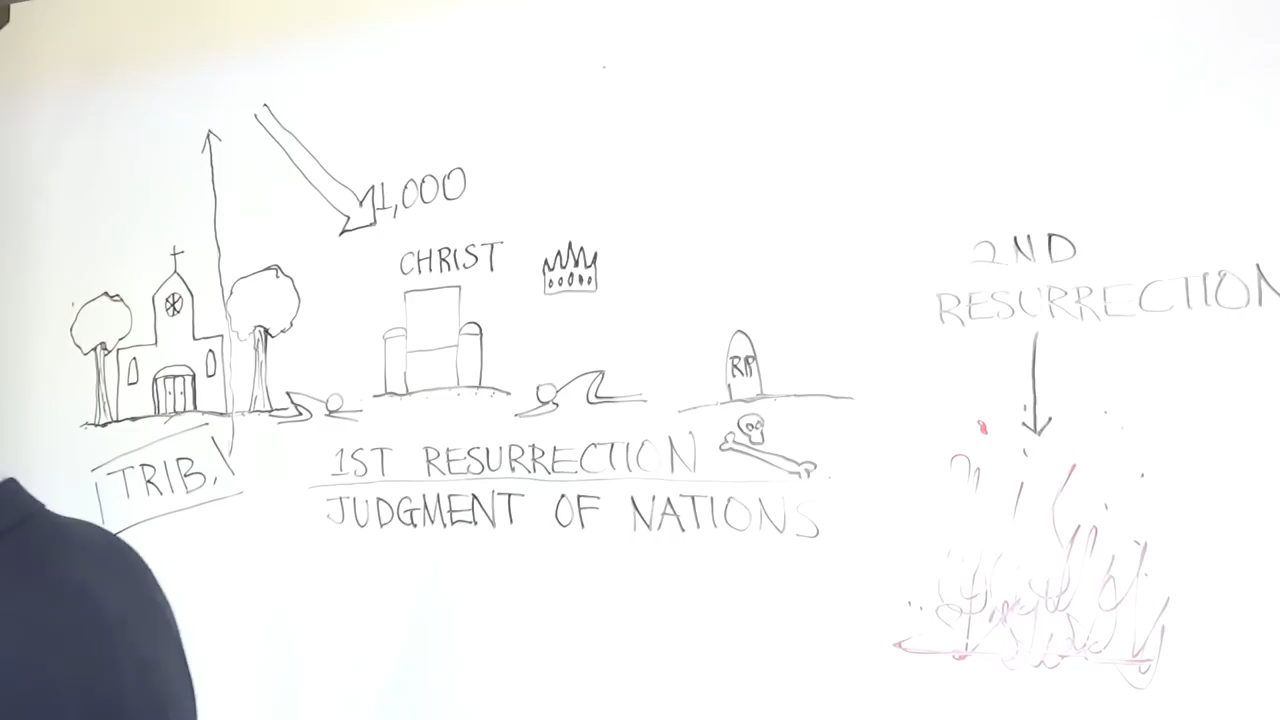 1,000
CHRIST
RIP
2ND
RESURRECTION
TRIB.
1ST RESURRECTION
JUDGMENT OF NATIONS